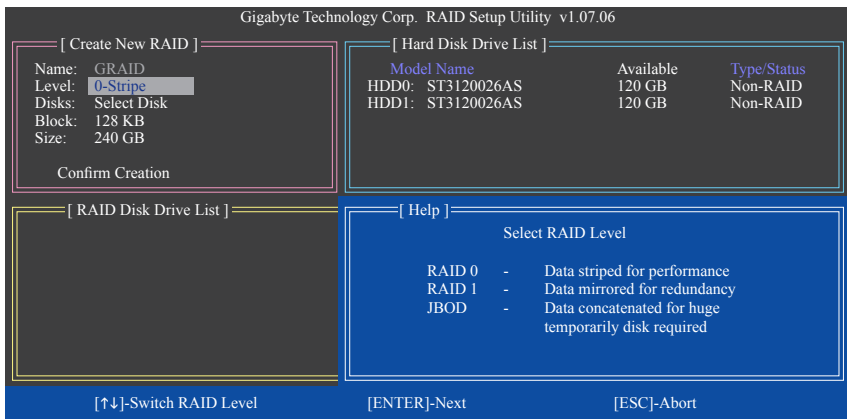 Gigabyte Technology Corp. RAID Setup Utility v1.07.06
[ Create New RAID ]
Name: GRAID
Level: 0-Stripe
Disks: Select Disk
Block: 128 KB
Size: 240 GB
Confirm Creation
[ Hard Disk Drive List ]
Model Name Available Type/Status
HDD0: ST3120026AS 120 GB Non-RAID
HDD1: ST3120026AS 120 GB Non-RAID
[ RAID Disk Drive List ]
[ Help ]
Select RAID Level
RAID 0 - Data striped for performance
RAID 1 - Data mirrored for redundancy
JBOD - Data concatenated for huge
temporarily disk required
[↑↓]-Switch RAID Level [ENTER]-Next [ESC]-Abort